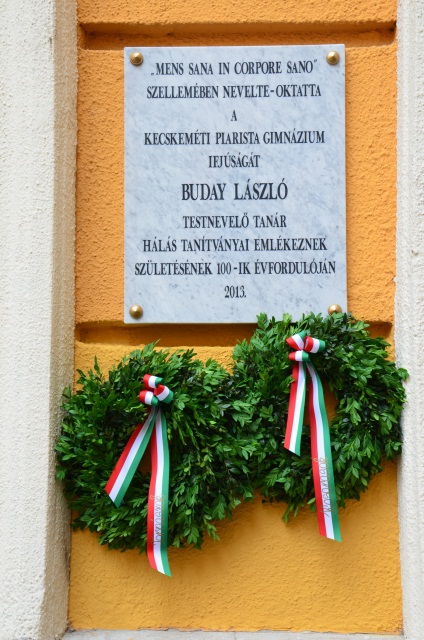 „MENS SANA IN CORPORE SANO”
SZELLEMÉBEN NEVELTE-OKTATTA
A
KECSKEMÉTI PIARISTA GIMNÁZIUM
IFJÚSÁGÁT
BUDAY LÁSZLÓ
TESTNEVELŐ TANÁR
HÁLÁS TANÍTVÁNYAI EMLÉKEZNEK
SZÜLETÉSÉNEK 100-IK ÉVFORDULÓJÁN
2013.